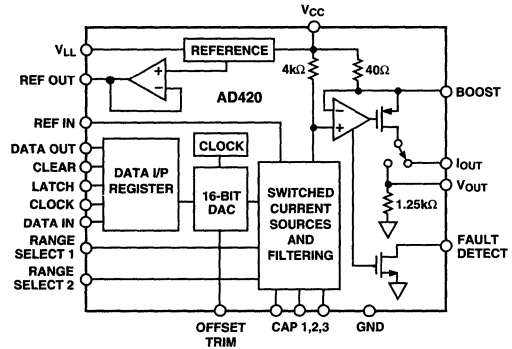 VCC
VLL
REFERENCE
4kΩ
40Ω
REF OUT
AD420
BOOST
REF IN
DATA OUT
CLEAR
LATCH
CLOCK
DATA IN
RANGE
SELECT 1
RANGE
SELECT 2
DATA I/P
REGISTER
CLOCK
16-BIT
DAC
SWITCHED
CURRENT
SOURCES
AND
FILTERING
+
−
−
+
IOUT
VOUT
1.25kΩ
FAULT
DETECT
OFFSET
TRIM
CAP 1,2,3
GND